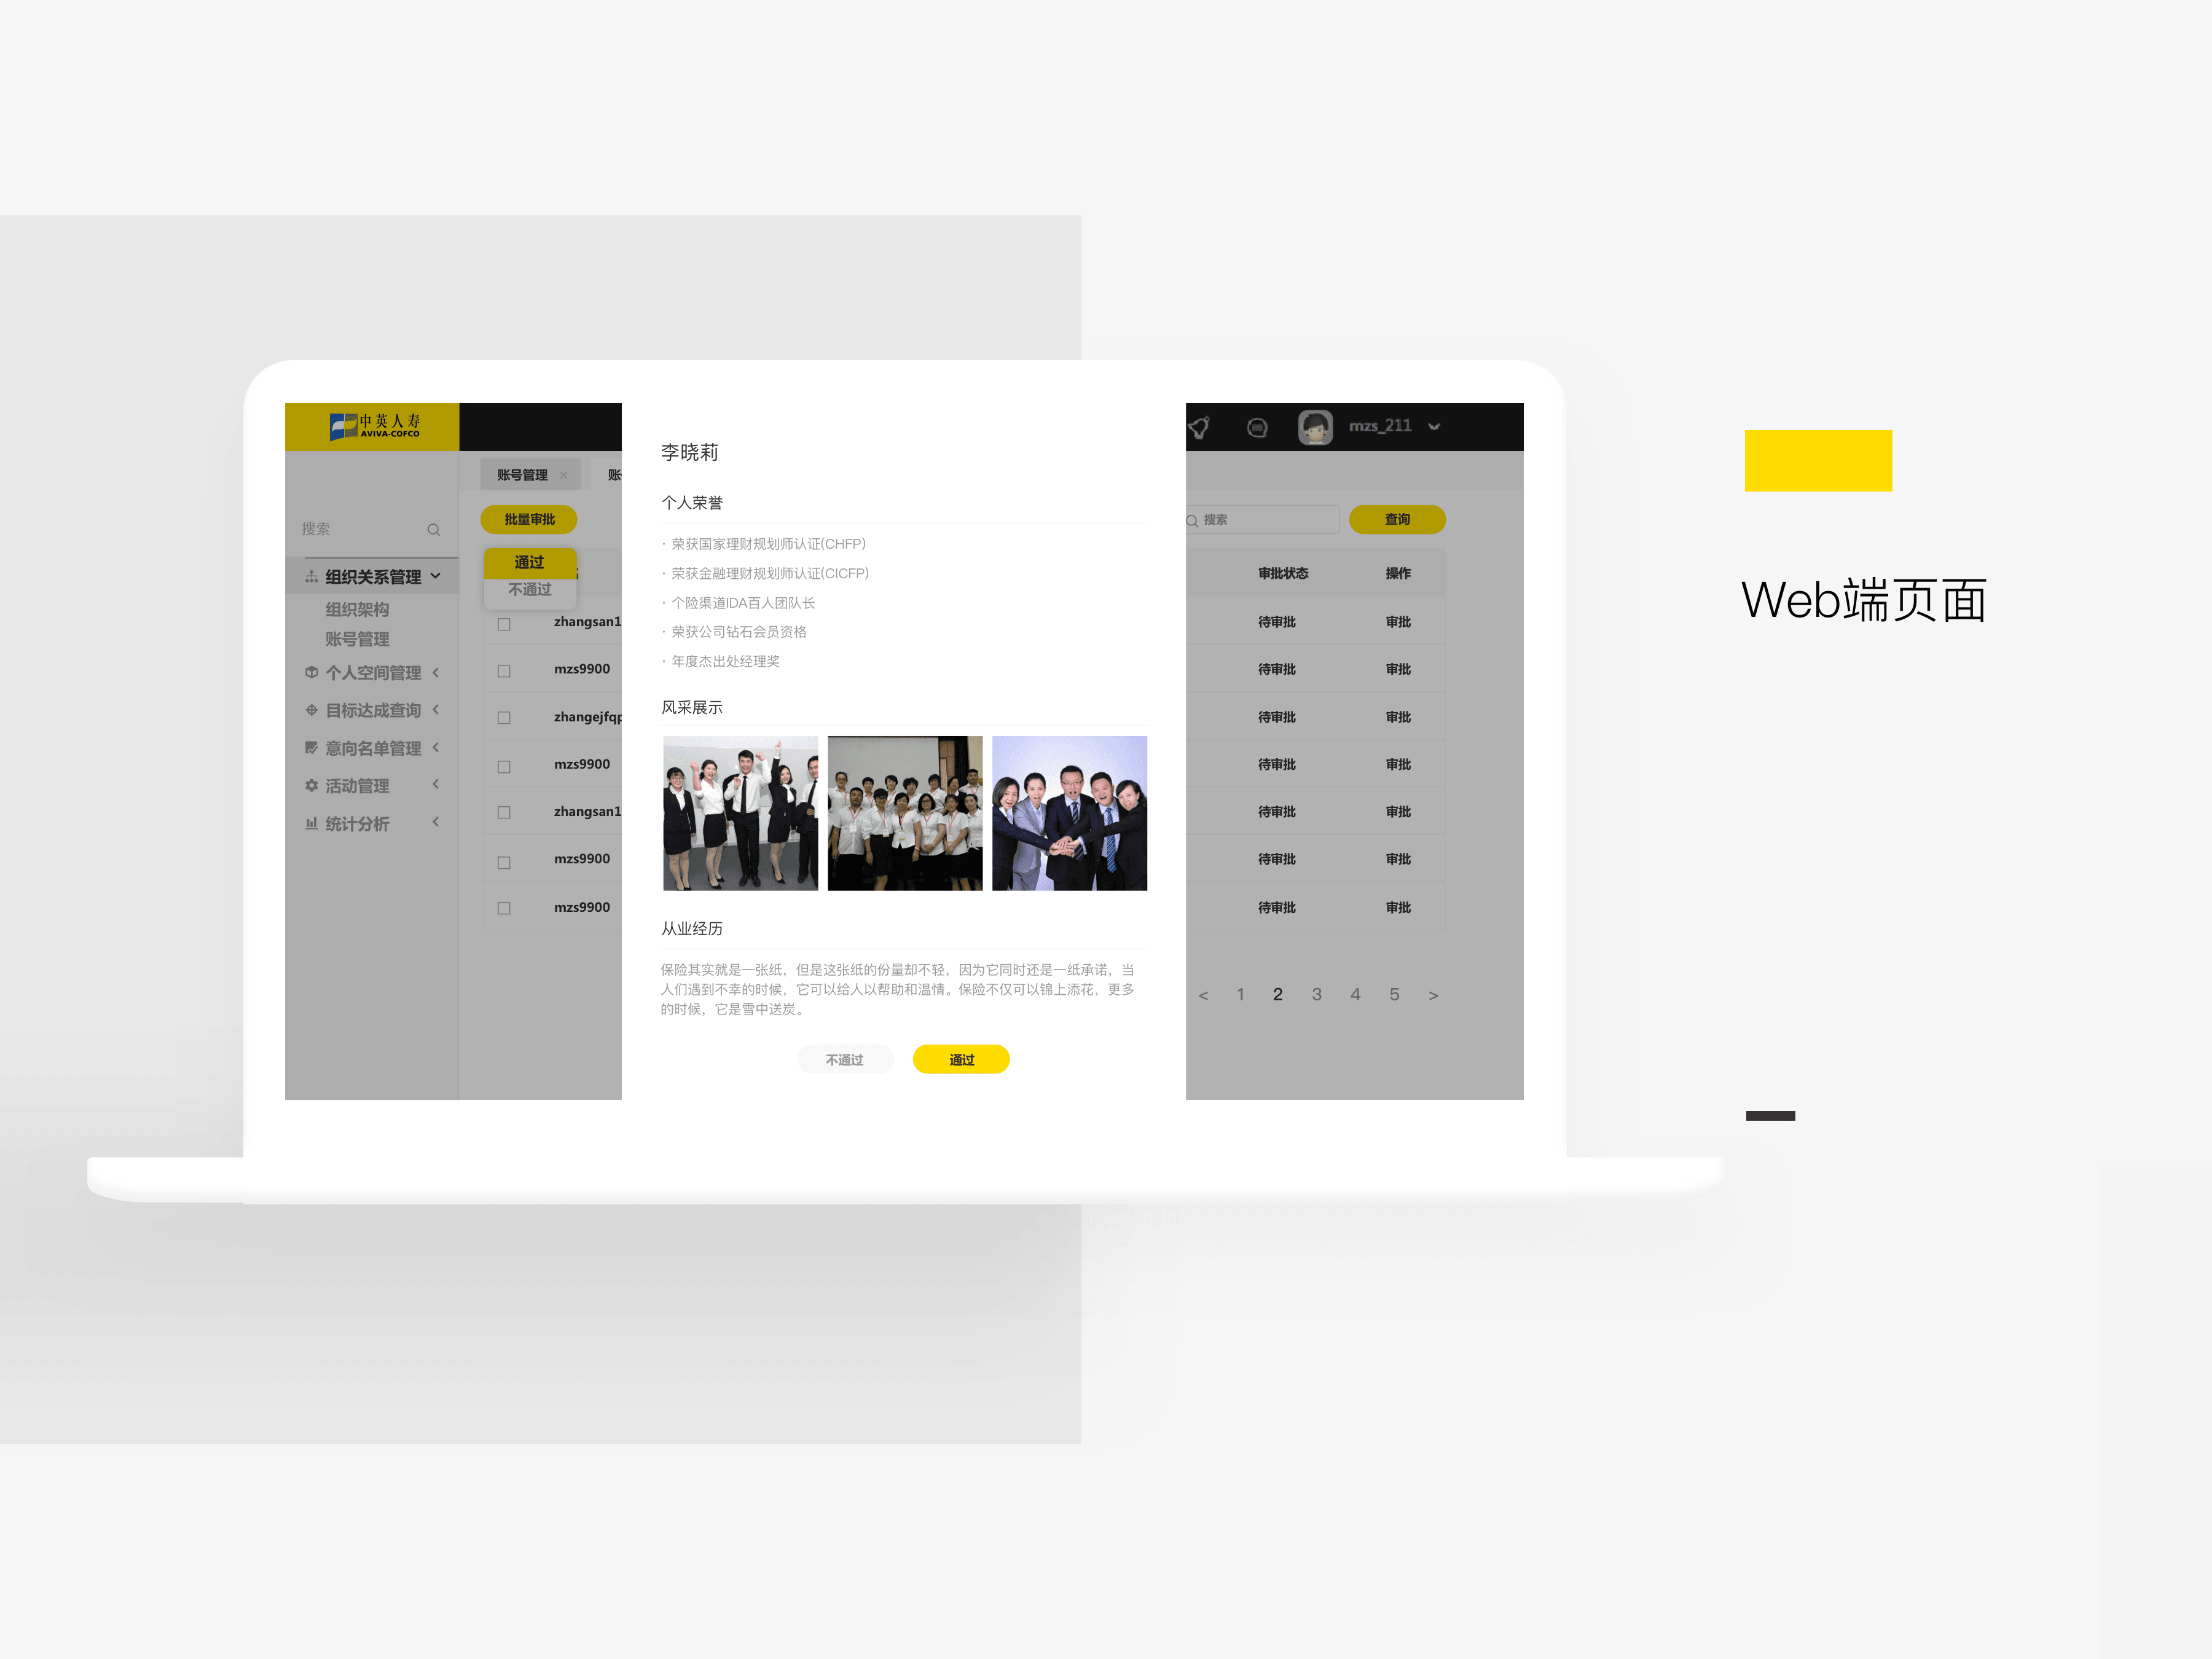 中英人寿
AVIVA-COFCO
mzs_211
搜索
组织关系管理
组织架构
账号管理
个人空间管理
目标达成查询
意向名单管理
活动管理
统计分析
账号管理 × 账
批量审批
通过
不通过
zhangsan1
mzs9900
zhangejfqp
mzs9900
zhangsan1
mzs9900
mzs9900
李晓莉
个人荣誉
· 荣获国家理财规划师认证(CHFP)
· 荣获金融理财规划师认证(CICFP)
· 个险渠道IDA百人团队长
· 荣获公司钻石会员资格
· 年度杰出处经理奖
风采展示
从业经历
保险其实就是一张纸，但是这张纸的份量却不轻，因为它同时还是一纸承诺，当
人们遇到不幸的时候，它可以给人以帮助和温情。保险不仅可以锦上添花，更多
的时候，它是雪中送炭。
不通过 通过
搜索 查询
审批状态 操作
待审批 审批
待审批 审批
待审批 审批
待审批 审批
待审批 审批
待审批 审批
待审批 审批
< 1 2 3 4 5 >
Web端页面